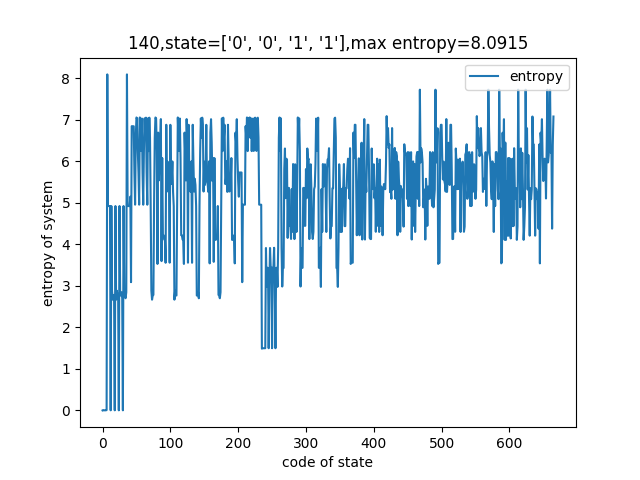 140,state=['0', '0', '1', '1'],max entropy=8.0915
entropy
8
7
6
5
4
3
2
1
0
entropy of system
0 100 200 300 400 500 600
code of state